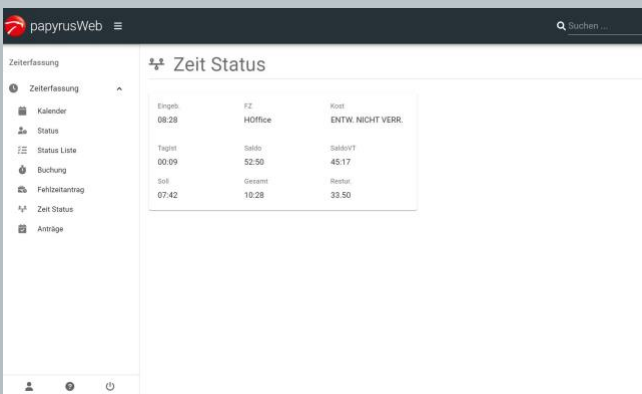 papyrusWeb
Suchen ...
Zeiterfassung
Zeiterfassung
Kalender
Status
Status Liste
Buchung
Fehlzeitantrag
Zeit Status
Anträge
Zeit Status
Eingeb. FZ Kost.
08:28 HOffice ENTW. NICHT VERR.
TagIst Saldo SaldoVT
00:09 52:50 45:17
Soll Gesamt Restur.
07:42 10:28 33.50